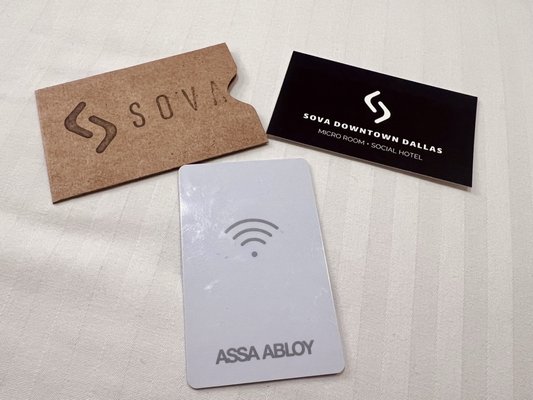 SOVA
SOVA DOWNTOWN DALLAS
MICRO ROOM • SOCIAL HOTEL
ASSA ABLOY